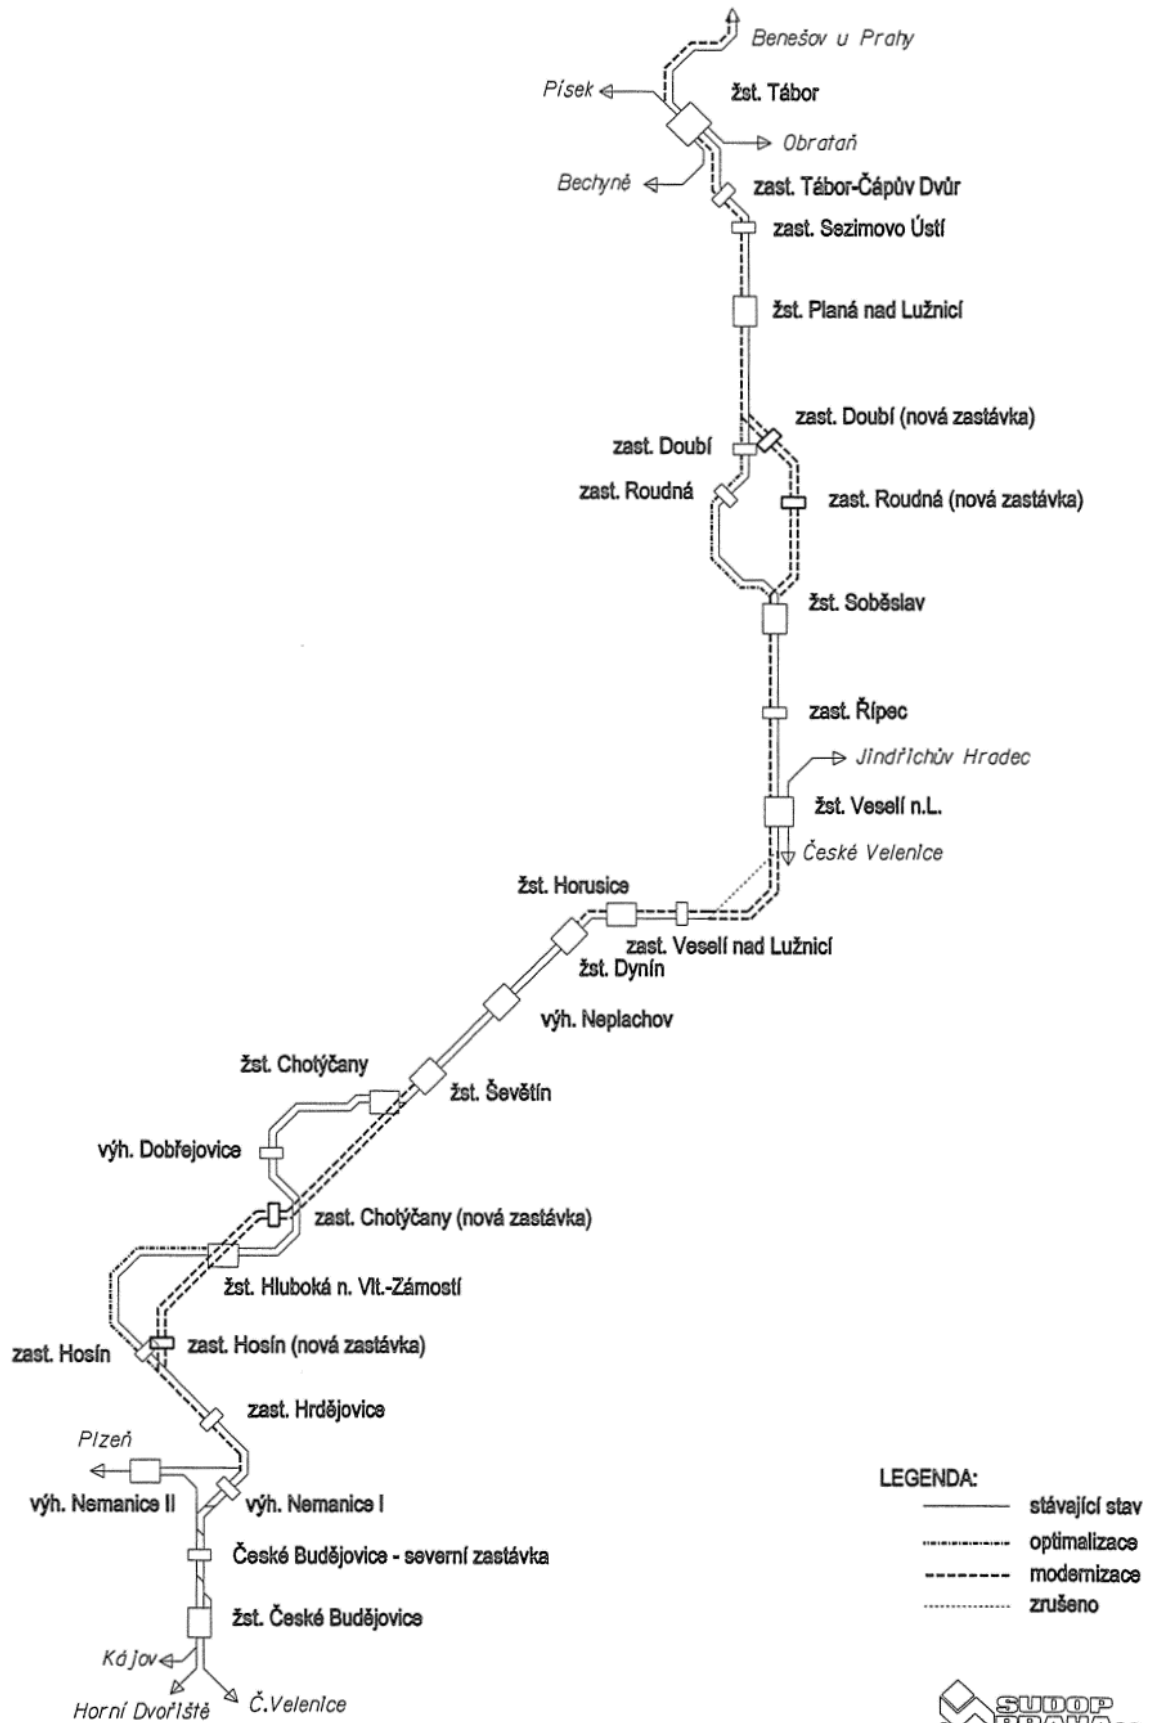 Benešov u Prahy
Písek
žst. Tábor
Obrataň
Bechyně
zast. Tábor-Čápův Dvůr
zast. Sezimovo Ústí
žst. Planá nad Lužnicí
zast. Doubí (nová zastávka)
zast. Doubí
zast. Roudná
zast. Roudná (nová zastávka)
žst. Soběslav
zast. Řípec
Jindřichův Hradec
žst. Veselí n.L.
České Velenice
žst. Horusice
zast. Veselí nad Lužnicí
žst. Dynín
výh. Neplachov
žst. Chotýčany
žst. Ševětín
výh. Dobřejovice
zast. Chotýčany (nová zastávka)
žst. Hluboká n. Vlt.-Zámostí
zast. Hosín (nová zastávka)
zast. Hosín
zast. Hrdějovice
Plzeň
výh. Nemanice II
výh. Nemanice I
České Budějovice - severní zastávka
žst. České Budějovice
Kájov
Horní Dvořiště
Č.Velenice
LEGENDA:
stávající stav
optimalizace
modernizace
zrušeno
SUDOP
PRAHA